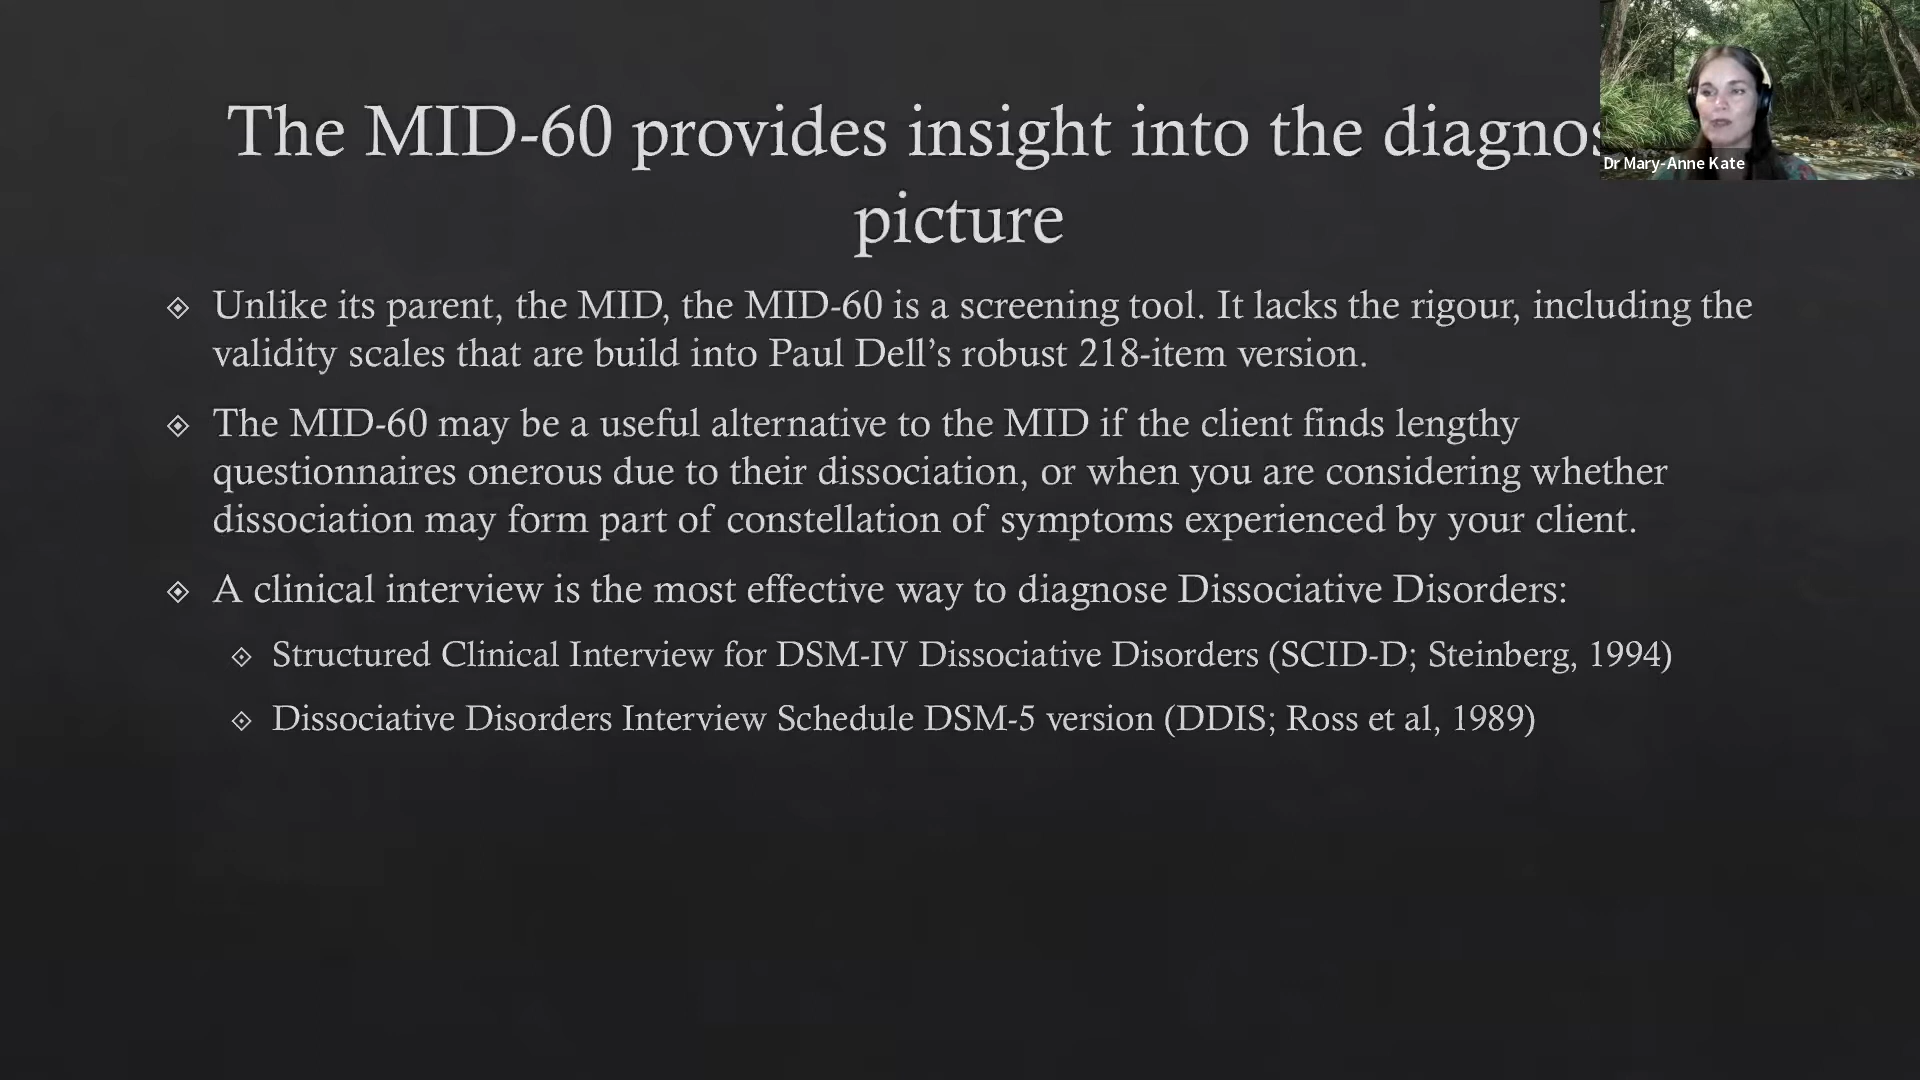 The MID-60 provides insight into the
picture
Dr Mary-Anne Kate
Unlike its parent, the MID, the MID-60 is a screening tool. It lacks the rigour, including the
validity scales that are build into Paul Dell’s robust 218-item version.
The MID-60 may be a useful alternative to the MID if the client finds lengthy
questionnaires onerous due to their dissociation, or when you are considering whether
dissociation may form part of constellation of symptoms experienced by your client.
A clinical interview is the most effective way to diagnose Dissociative Disorders:
Structured Clinical Interview for DSM-IV Dissociative Disorders (SCID-D; Steinberg, 1994)
Dissociative Disorders Interview Schedule DSM-5 version (DDIS; Ross et al, 1989)